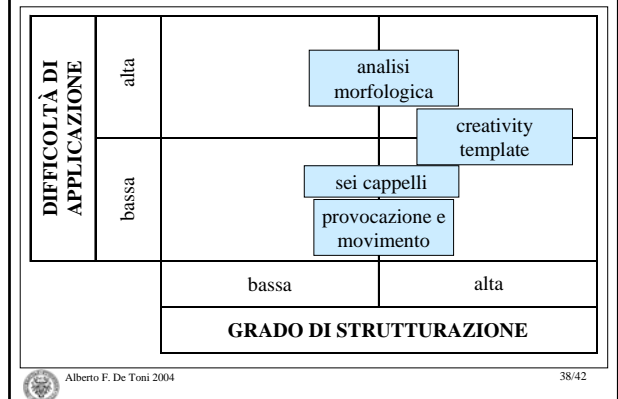 DIFFICOLTÀ DI
APPLICAZIONE
alta
bassa
analisi
morfologica
creativity
template
sei cappelli
provocazione e
movimento
bassa
alta
GRADO DI STRUTTURAZIONE
Alberto F. De Toni 2004
38/42